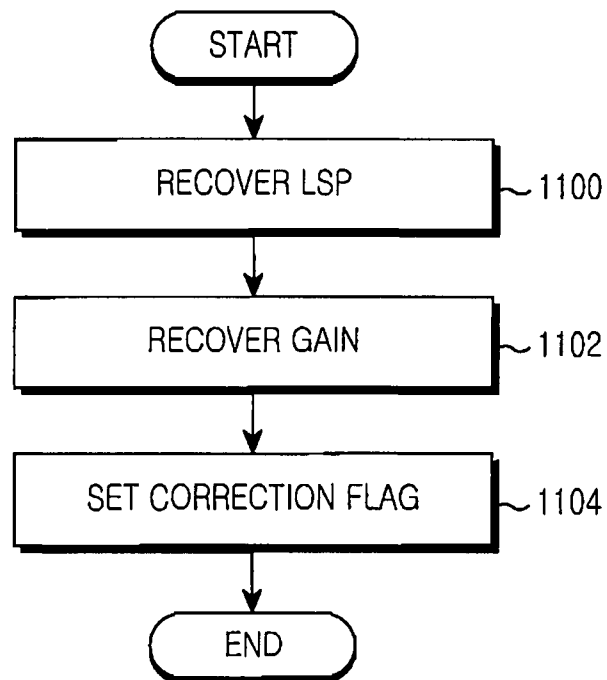 START
RECOVER LSP
1100
RECOVER GAIN
1102
SET CORRECTION FLAG
1104
END